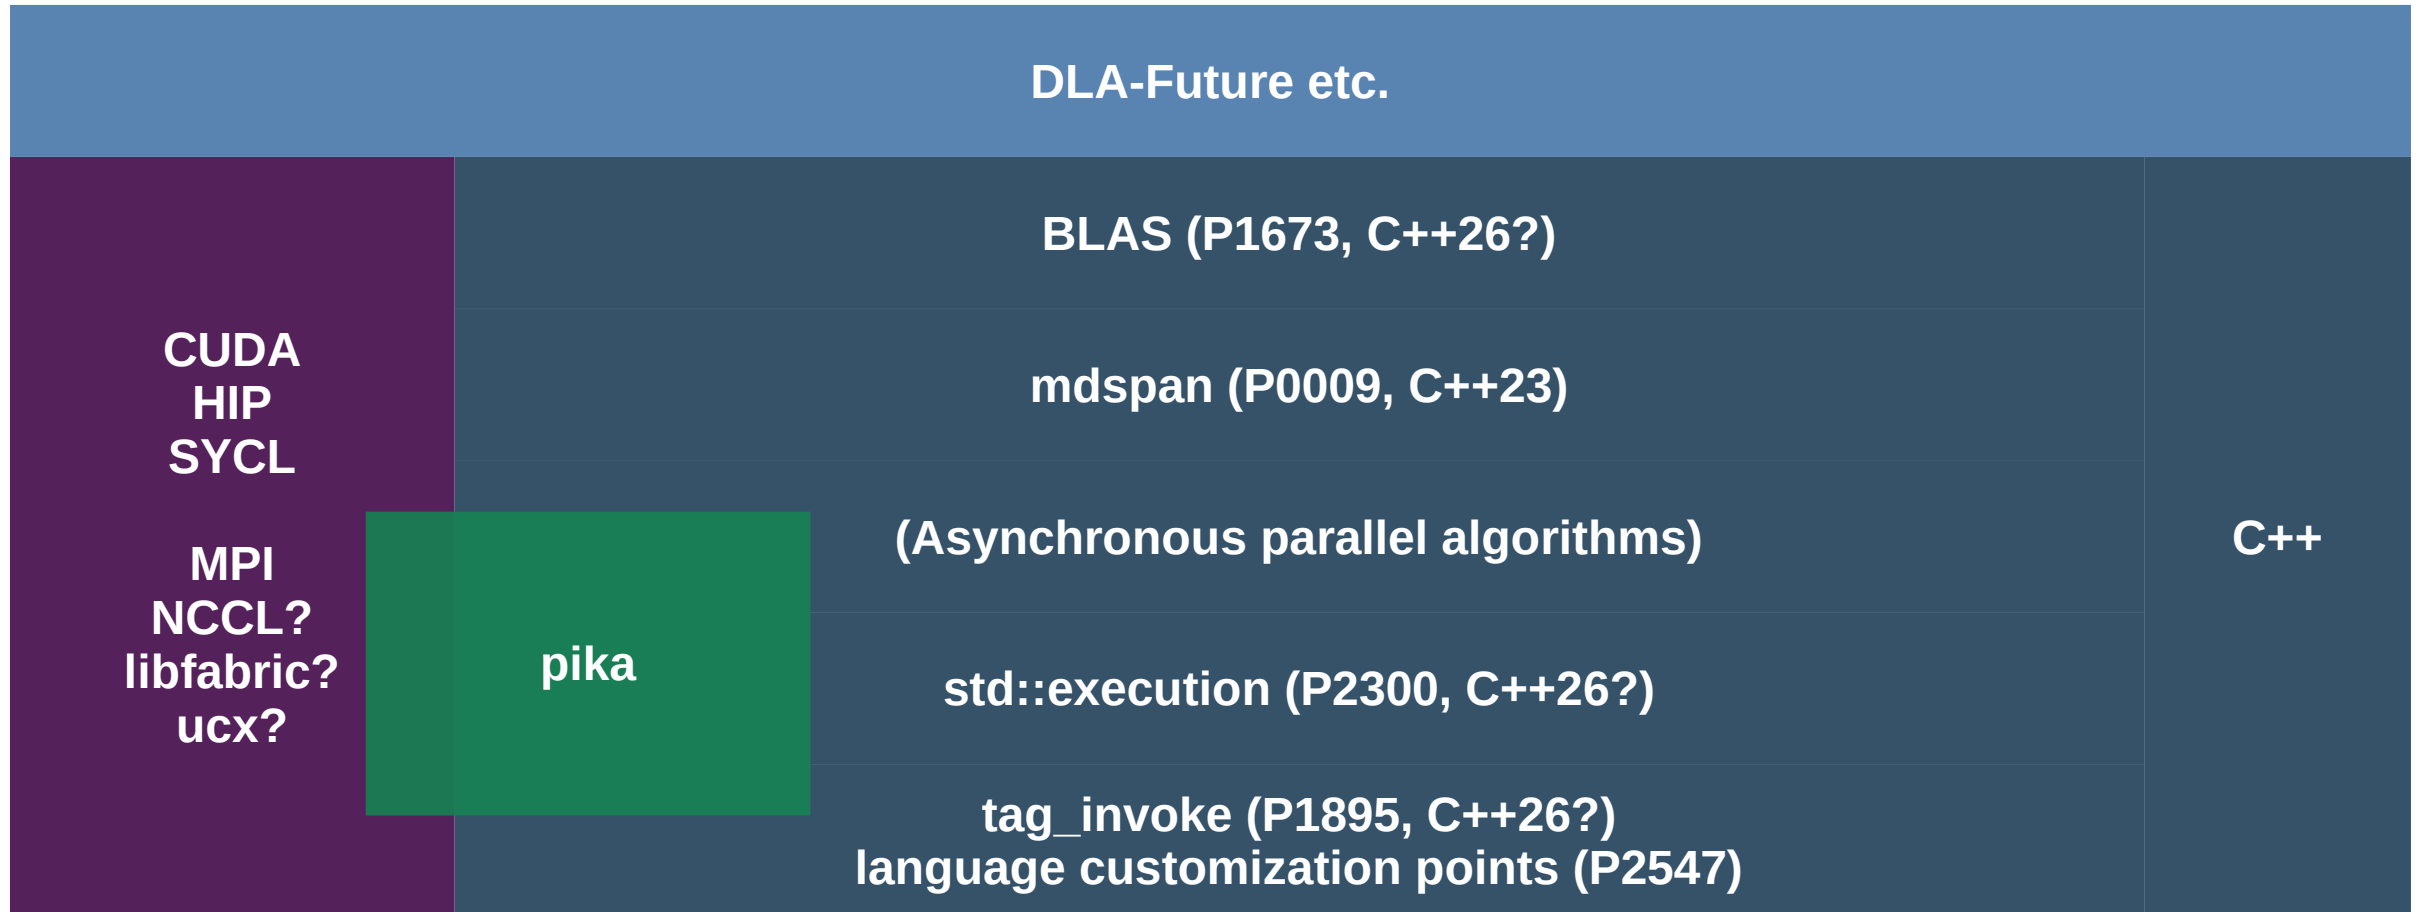 DLA-Future etc.
CUDA
HIP
SYCL
MPI
NCCL?
libfabric?
ucx?
pika
BLAS (P1673, C++26?)
mdspan (P0009, C++23)
(Asynchronous parallel algorithms)
std::execution (P2300, C++26?)
tag_invoke (P1895, C++26?)
language customization points (P2547)
C++